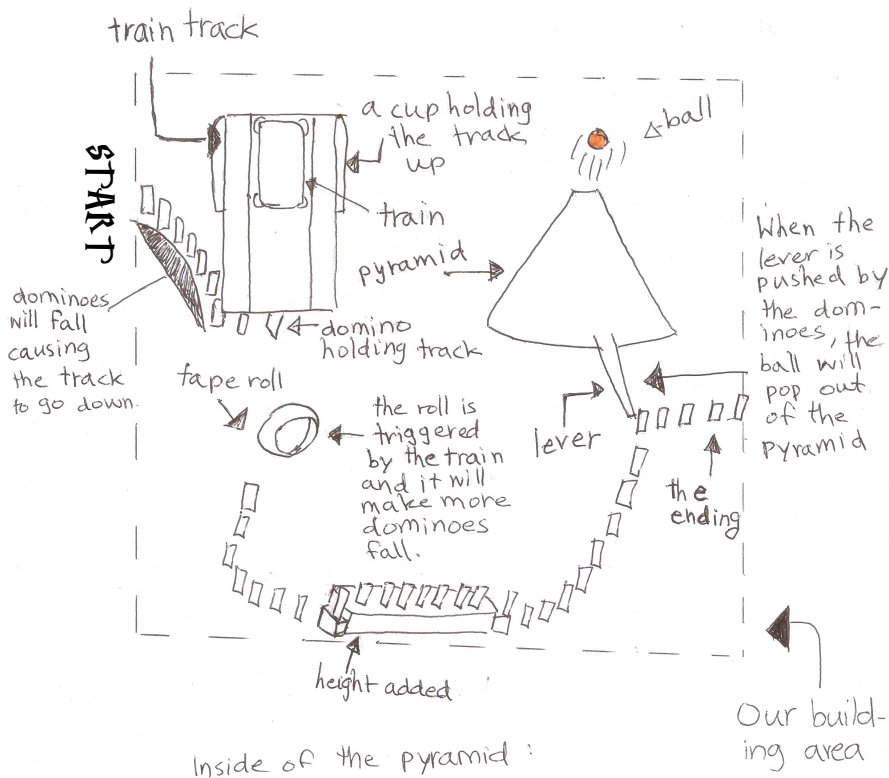 train track
a cup holding
the track
up
ball
START
train
pyramid
When the
lever is
pushed by
the dom-
inoes, the
ball will
pop out
of the
pyramid
dominoes
will fall
causing
the track
to go down.
domino
holding track
tape roll
the roll is
triggered
by the train
and it will
make more
dominoes
fall.
lever
the
ending
height added
Our build-
ing area
Inside of the pyramid: